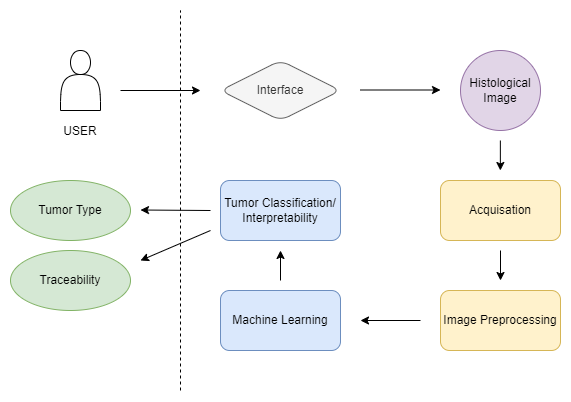 USER
Interface
Histological
Image
Acquisation
Image Preprocessing
Machine Learning
Tumor Classification/
Interpretability
Tumor Type
Traceability